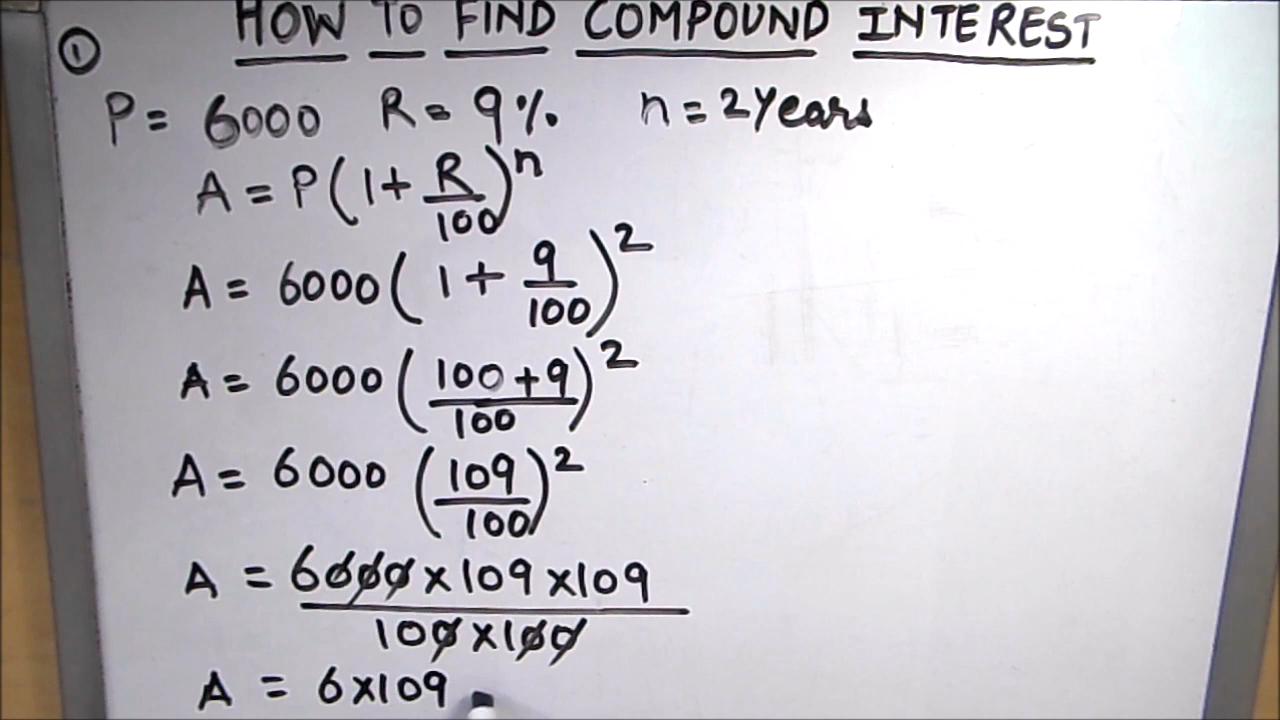 ① HOW TO FIND COMPOUND INTEREST
P = 6000 R = 9% n = 2 Years
A = P(1 + R/100)^n
A = 6000(1 + 9/100)^2
A = 6000(100 + 9/100)^2
A = 6000(109/100)^2
A = 6000 × 109 × 109
100 × 100
A = 6 × 109